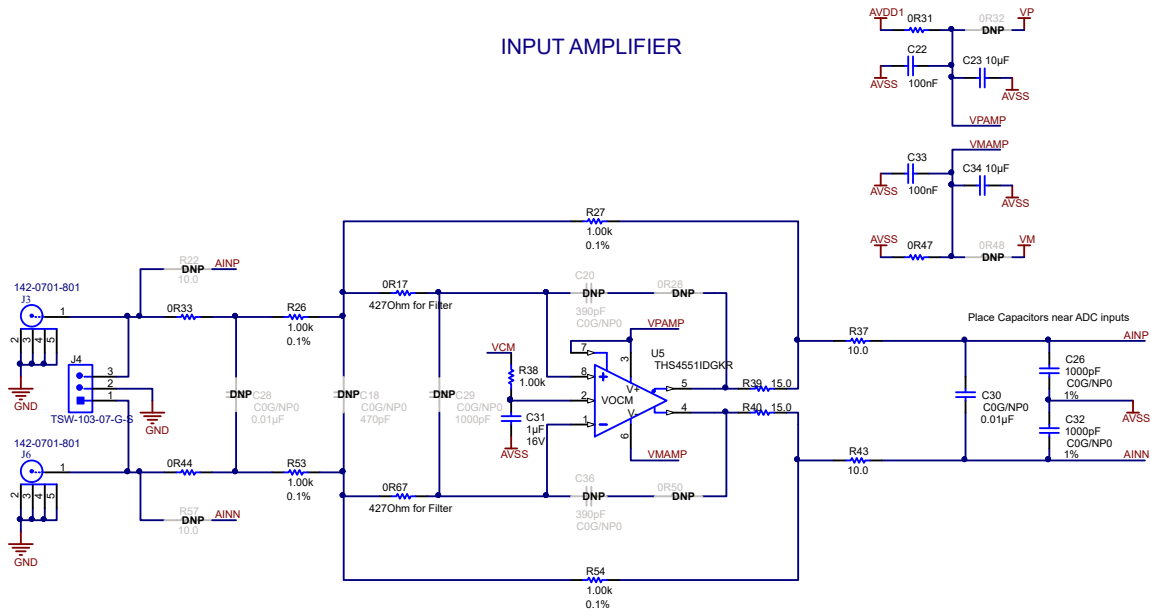 INPUT AMPLIFIER
AVDD1
0R31
0R32
DNP
VP
C22
100nF
AVSS
C23 10µF
AVSS
VPAMP
VMAMP
C33
100nF
AVSS
C34 10µF
AVSS
AVSS
0R47
0R48
DNP
VM
R27
1.00k
0.1%
R22
DNP
10.0
AINP
142-0701-801
J3
1
2
3
4
5
GND
0R33
R26
1.00k
0.1%
0R17
427Ohm for Filter
C20
DNP
390pF
C0G/NP0
0R28
DNP
VPAMP
J4
3
2
1
TSW-103-07-G-S
GND
DNP
C28
C0G/NP0
0.01µF
DNP
C18
C0G/NP0
470pF
DNP
C29
C0G/NP0
1000pF
VCM
R38
1.00k
C31
1µF
16V
AVSS
7
8
2
1
3
6
5
4
V+
VOCM
V-
U5
THS4551IDGKR
VMAMP
R39
15.0
R40
15.0
R37
10.0
Place Capacitors near ADC inputs
AINP
C26
1000pF
C0G/NP0
1%
C30
C0G/NP0
0.01µF
AVSS
C32
1000pF
C0G/NP0
1%
R43
10.0
AINN
142-0701-801
J6
1
2
3
4
5
GND
0R44
R53
1.00k
0.1%
0R67
427Ohm for Filter
C36
DNP
390pF
C0G/NP0
0R50
DNP
R57
DNP
10.0
AINN
R54
1.00k
0.1%